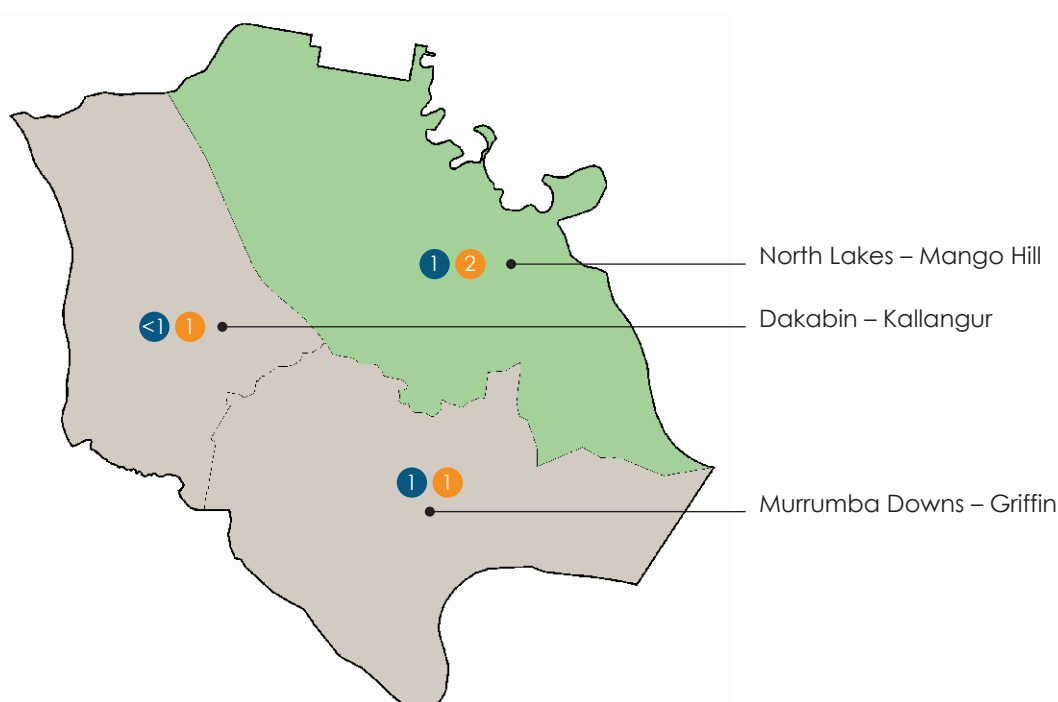 1 2
North Lakes – Mango Hill
<1 1
Dakabin – Kallangur
1 1
Murrumba Downs – Griffin